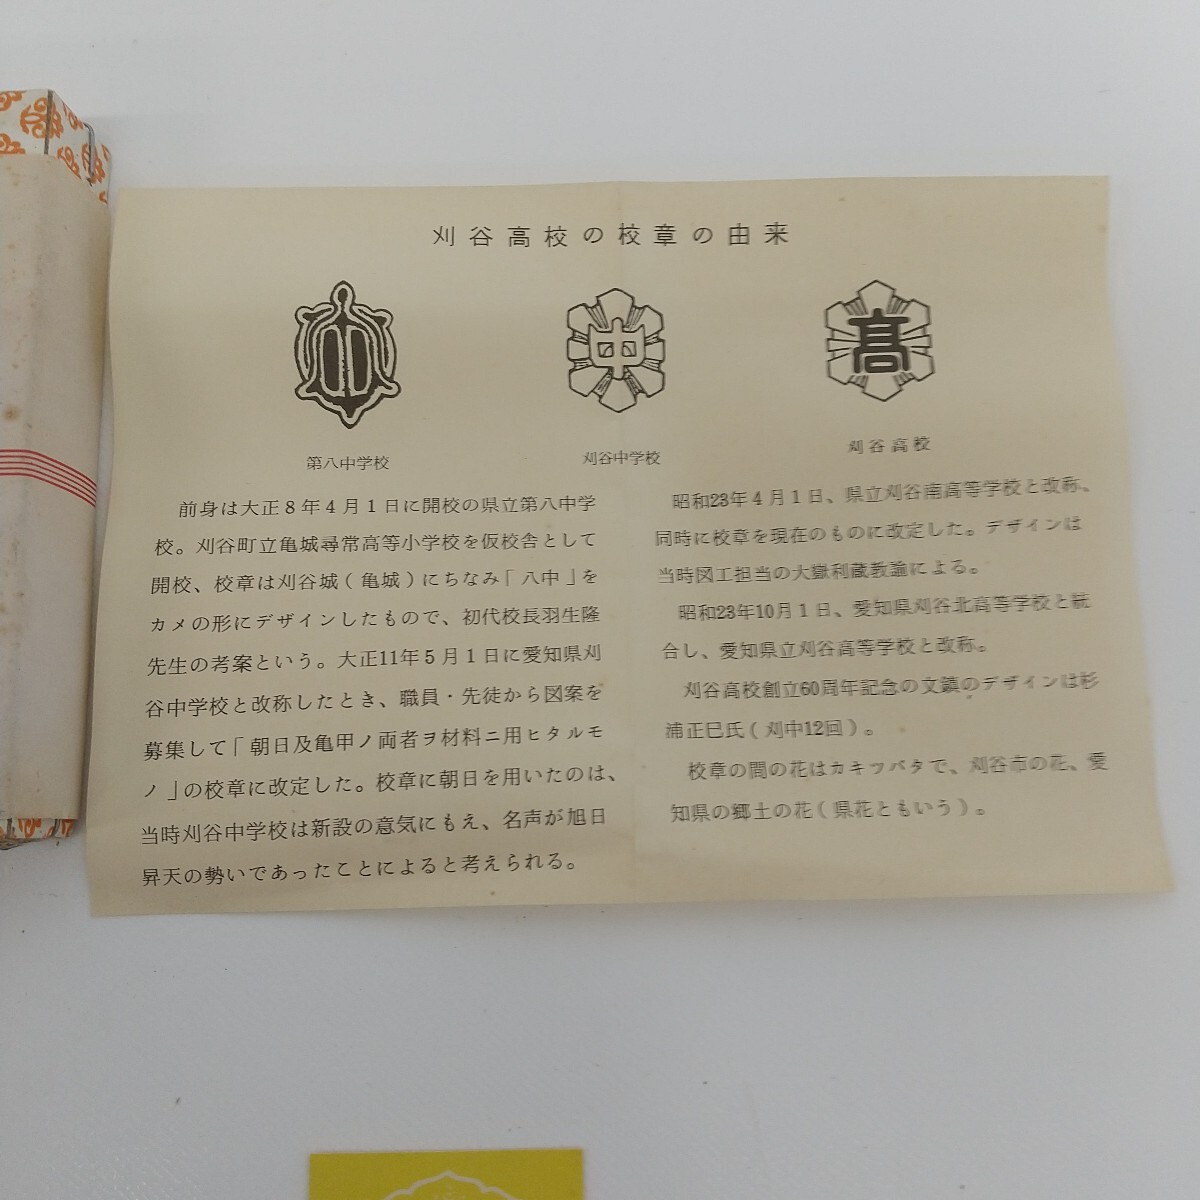 刈谷高校の校章の由来
第八中学校
刈谷中学校
刈谷高校
前身は大正8年4月1日に開校の県立第八中学
校。刈谷町立亀城尋常高等小学校を仮校舎として
開校、校章は刈谷城(亀城)にちなみ「八中」を
カメの形にデザインしたもので、初代校長羽生隆
先生の考案という。大正11年5月1日に愛知県刈
谷中学校と改称したとき、職員・先徒から図案を
募集して「朝日及亀甲ノ両者ヲ材料ニ用ヒタルモ
ノ」の校章に改定した。校章に朝日を用いたのは、
当時刈谷中学校は新設の意気にもえ、名声が旭日
昇天の勢いであったことによると考えられる。
昭和23年4月1日、県立刈谷南高等学校と改称、
同時に校章を現在のものに改定した。デザインは
当時図工担当の大嶽利蔵教諭による。
昭和23年10月1日、愛知県刈谷北高等学校と統
合し、愛知県立刈谷高等学校と改称。
刈谷高校創立60周年記念の文鎮のデザインは杉
浦正巳氏(刈中12回)。
校章の間の花はカキツバタで、刈谷市の花、愛
知県の郷土の花(県花ともいう)。
中
高